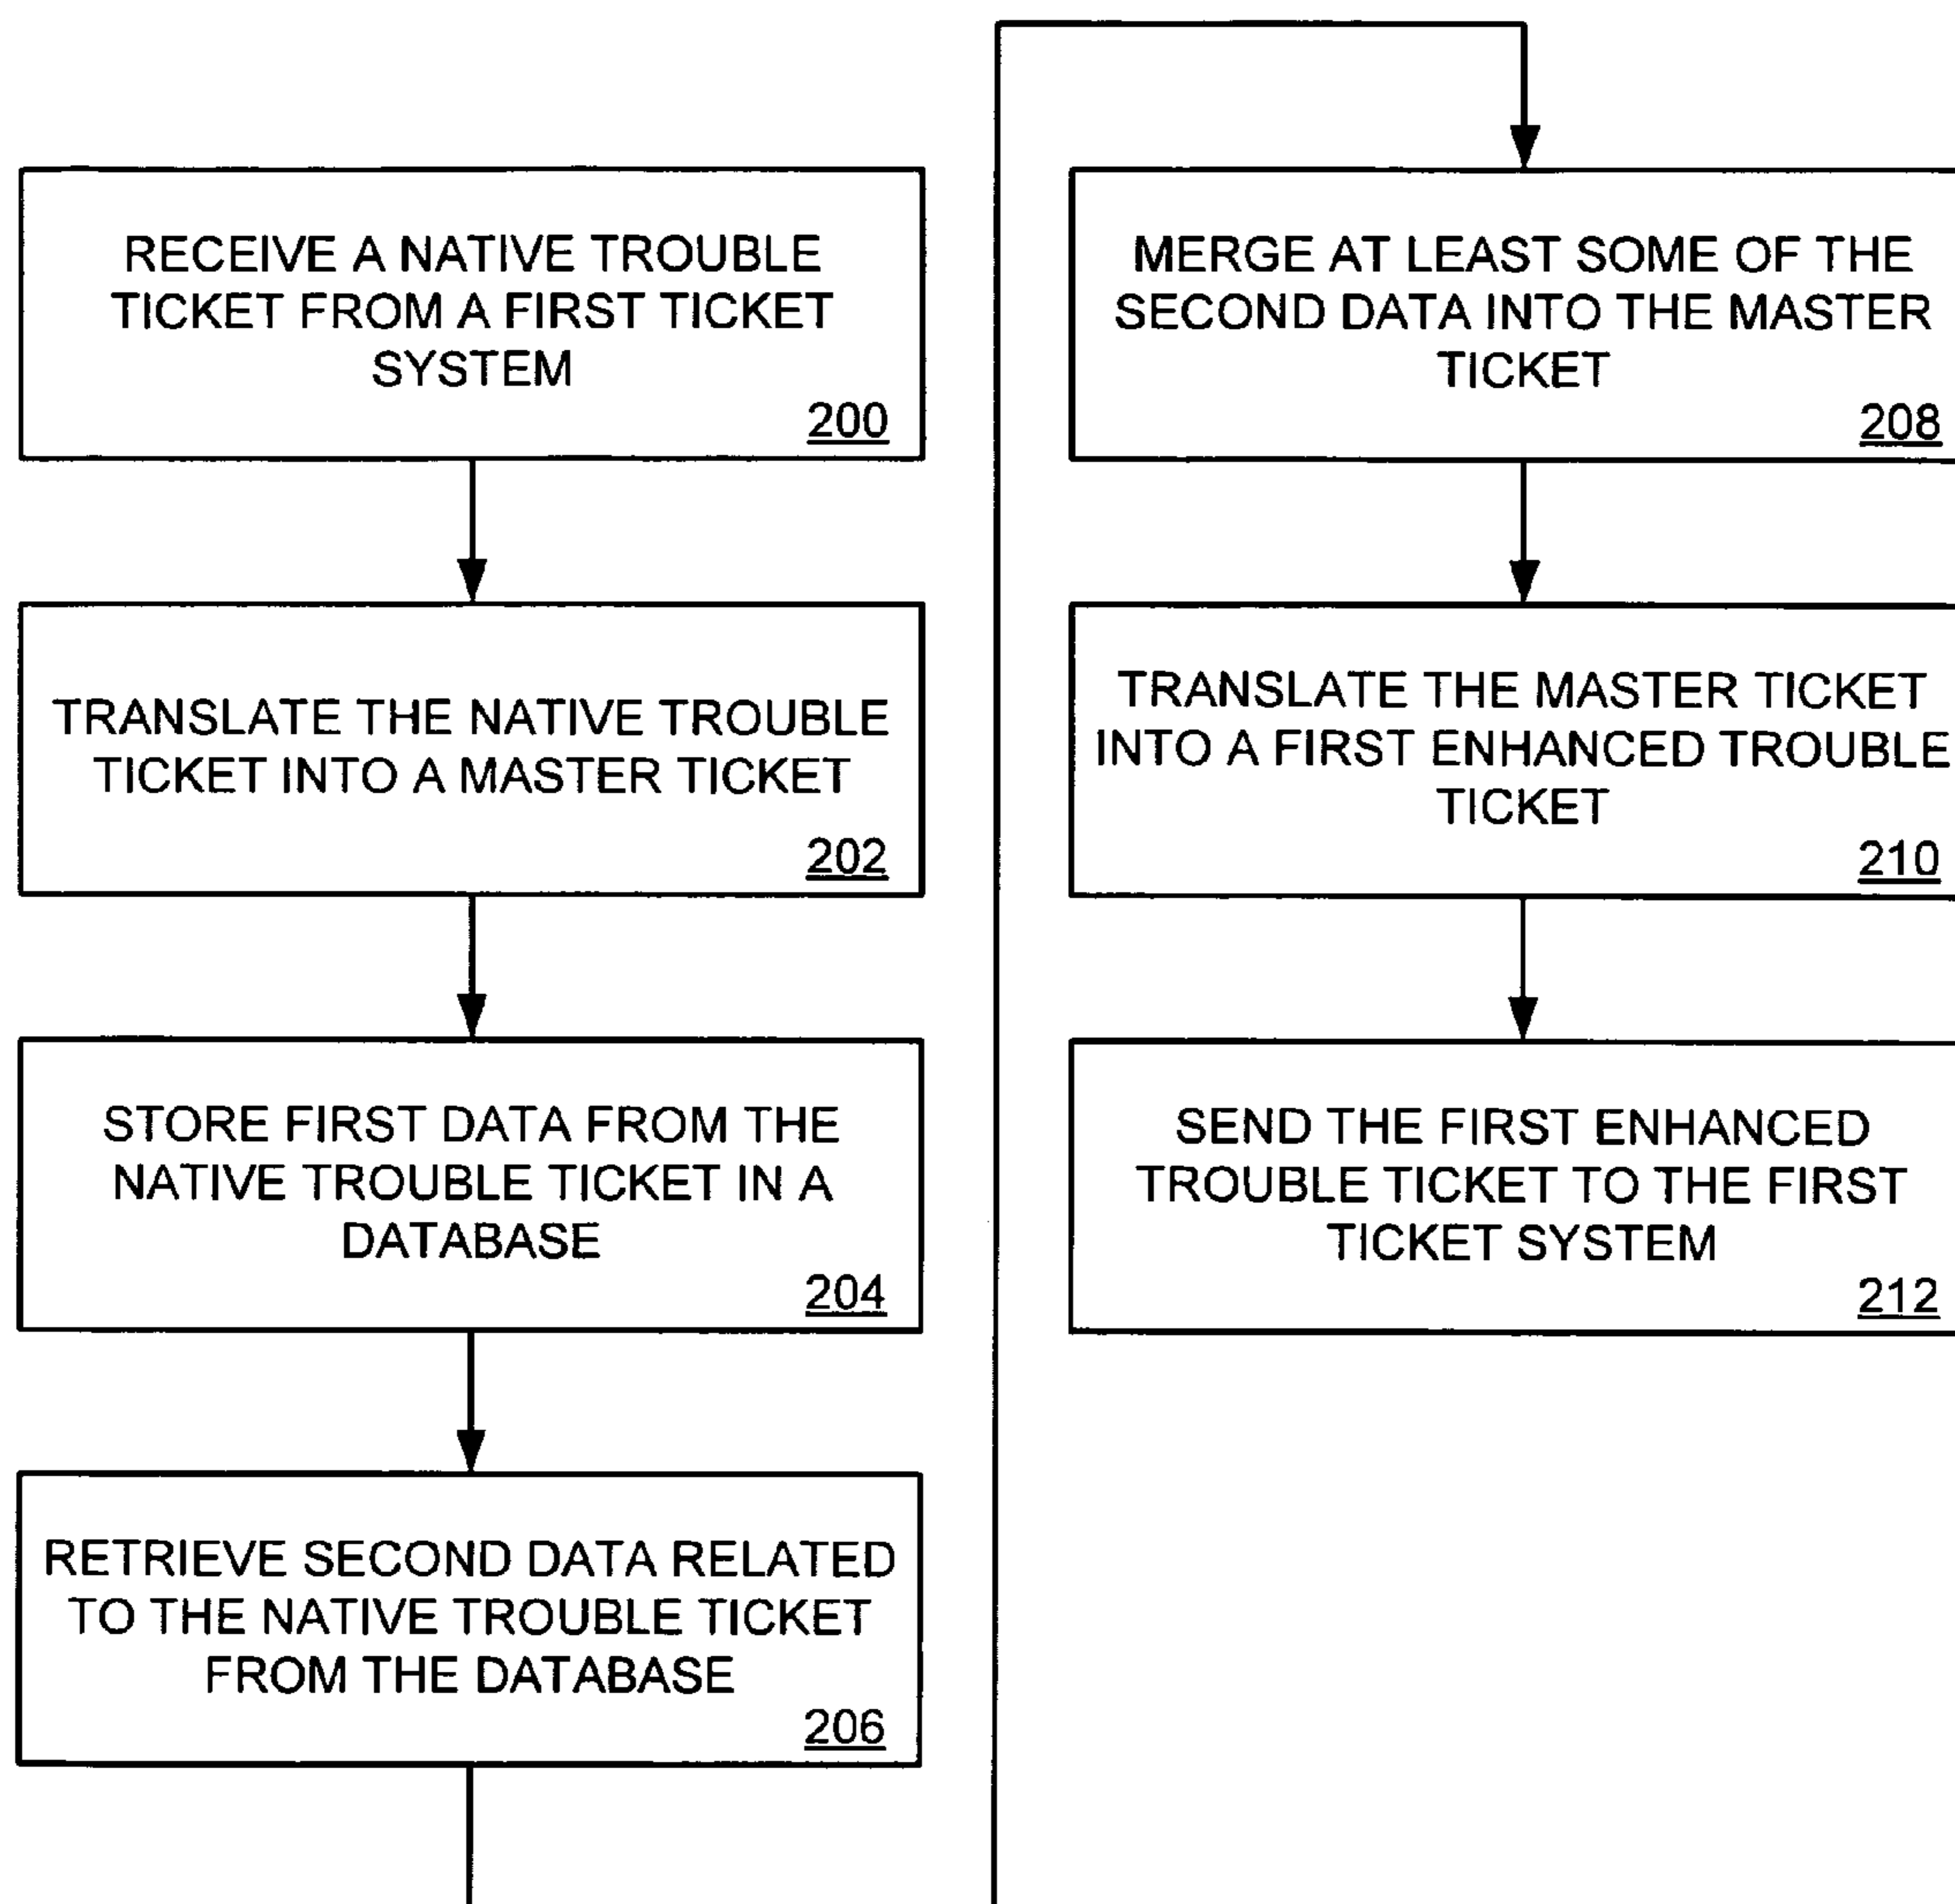 RECEIVE A NATIVE TROUBLE
TICKET FROM A FIRST TICKET
SYSTEM
200
TRANSLATE THE NATIVE TROUBLE
TICKET INTO A MASTER TICKET
202
STORE FIRST DATA FROM THE
NATIVE TROUBLE TICKET IN A
DATABASE
204
RETRIEVE SECOND DATA RELATED
TO THE NATIVE TROUBLE TICKET
FROM THE DATABASE
206
MERGE AT LEAST SOME OF THE
SECOND DATA INTO THE MASTER
TICKET
208
TRANSLATE THE MASTER TICKET
INTO A FIRST ENHANCED TROUBLE
TICKET
210
SEND THE FIRST ENHANCED
TROUBLE TICKET TO THE FIRST
TICKET SYSTEM
212